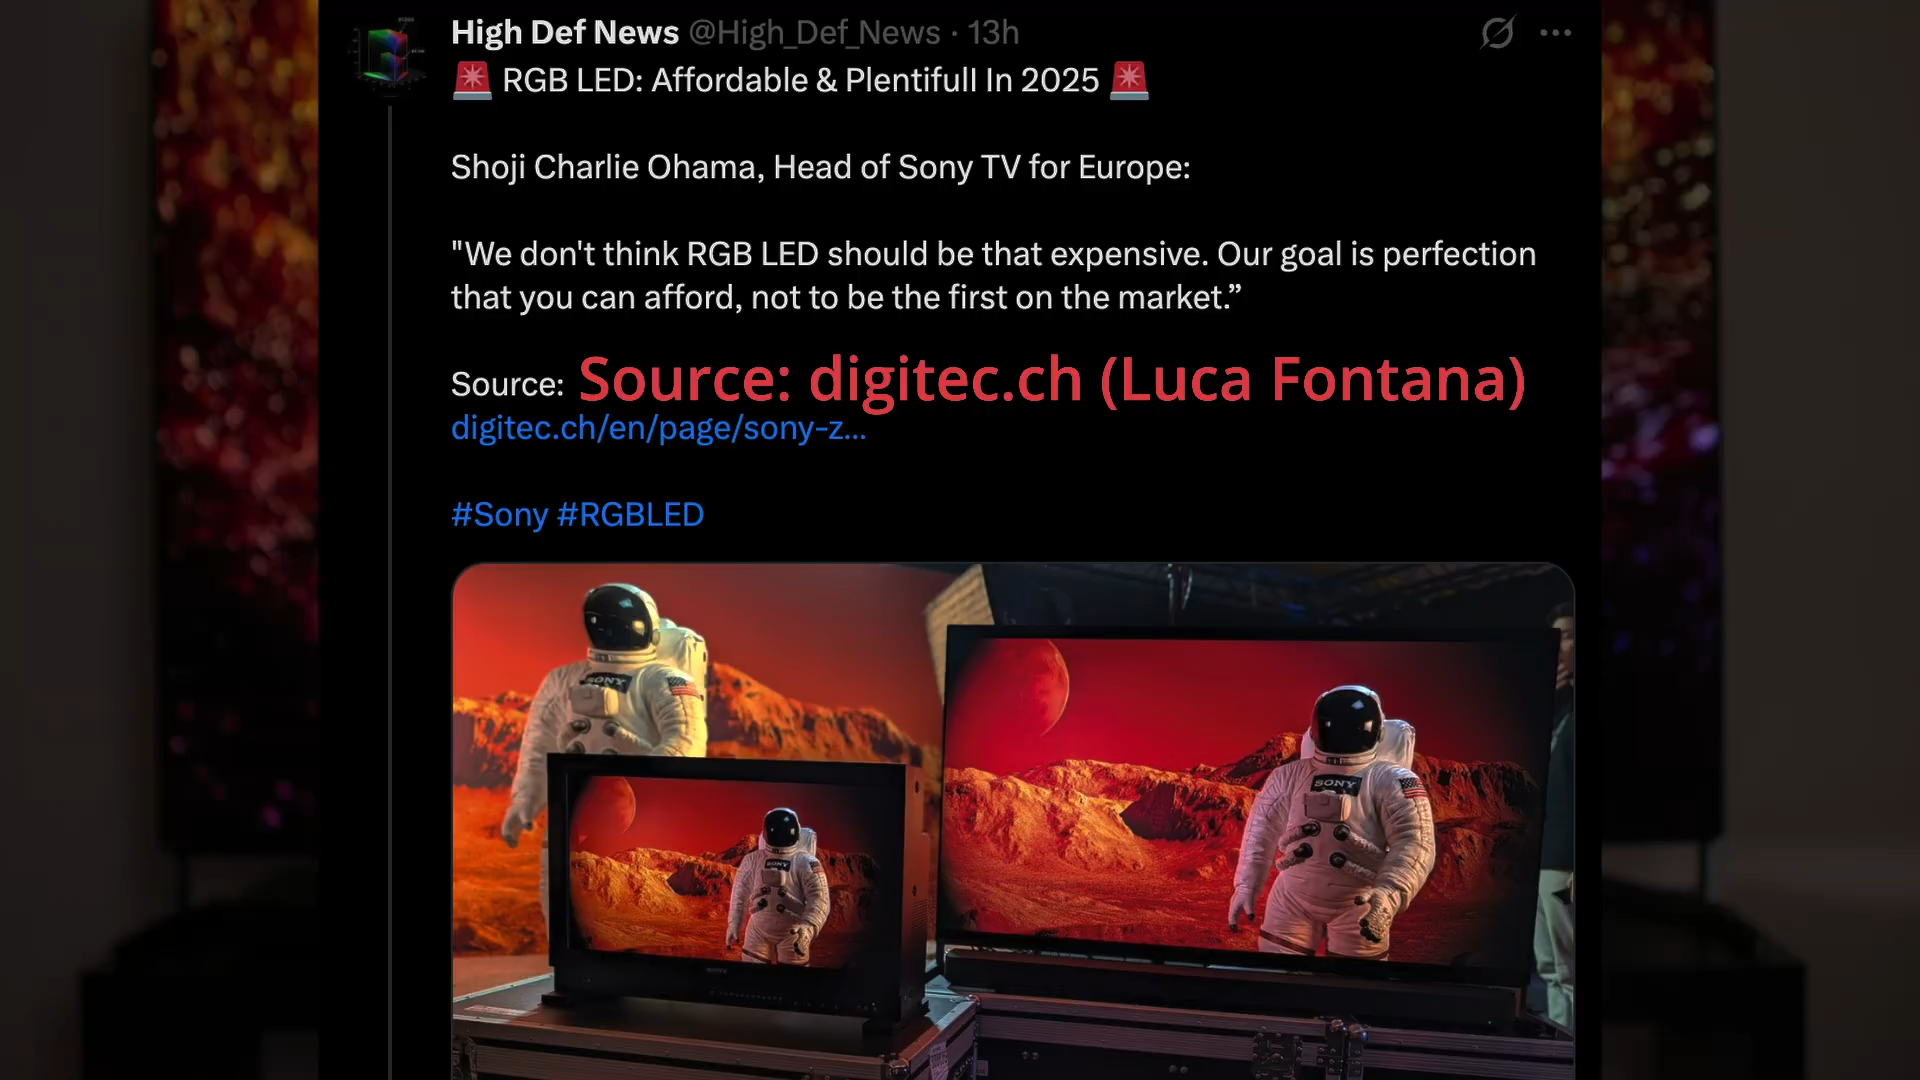 High Def News @High_Def_News · 13h
🚨 RGB LED: Affordable & Plentifull In 2025 🚨
Shoji Charlie Ohama, Head of Sony TV for Europe:
"We don't think RGB LED should be that expensive. Our goal is perfection
that you can afford, not to be the first on the market.”
Source: Source: digitec.ch (Luca Fontana)
digitec.ch/en/page/sony-z...
#Sony #RGBLED
SONY
SONY
SONY